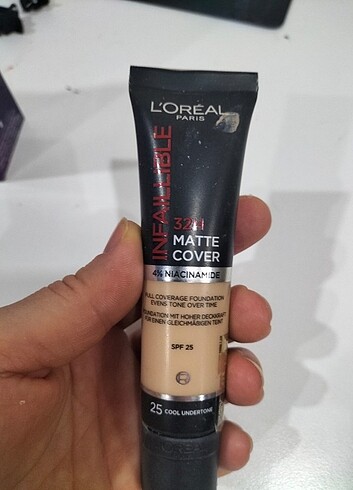 L'ORÉAL
PARIS
INFAILLIBLE
32H
MATTE
COVER
4% NIACINAMIDE
FULL COVERAGE FOUNDATION
EVENS TONE OVER TIME
FOUNDATION MIT HOHER DECKKRAFT
FÜR EINEN GLEICHMÄßIGEN TEINT
SPF 25
25 COOL UNDERTONE